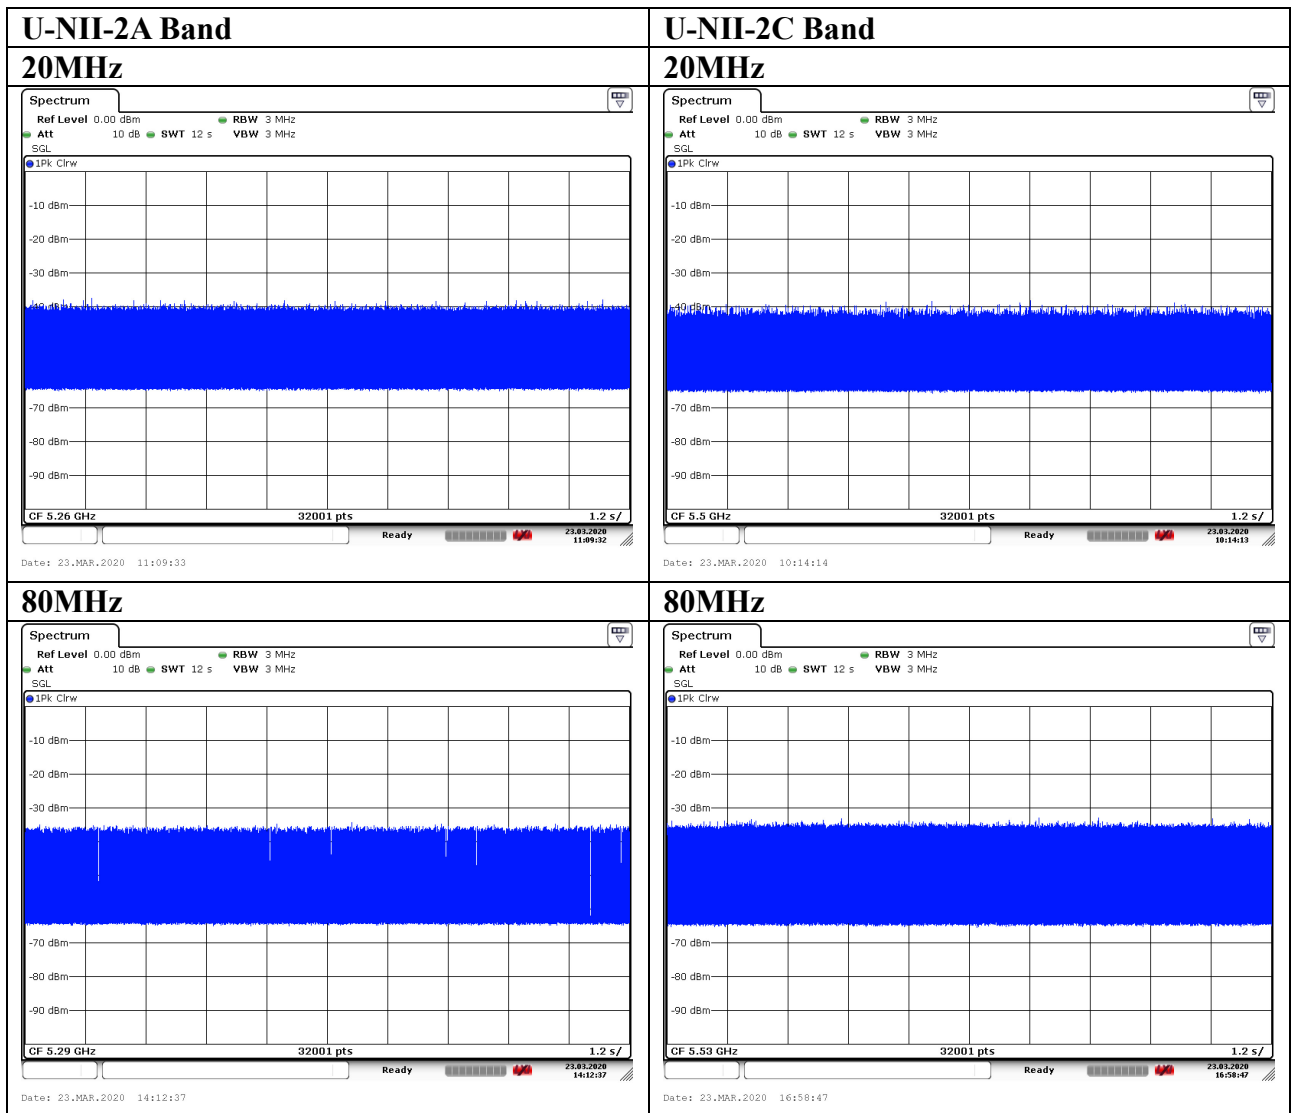 U-NII-2A Band
U-NII-2C Band
20MHz
20MHz
Spectrum
Ref Level 0.00 dBm RBW 3 MHz
Att 10 dB SWT 12 s VBW 3 MHz
SGL
1Pk Clrw
-10 dBm
-20 dBm
-30 dBm
-40 dBm
-70 dBm
-80 dBm
-90 dBm
CF 5.26 GHz 32001 pts 1.2 s/
Ready 23.03.2020
11:09:32
Date: 23.MAR.2020 11:09:33
Spectrum
Ref Level 0.00 dBm RBW 3 MHz
Att 10 dB SWT 12 s VBW 3 MHz
SGL
1Pk Clrw
-10 dBm
-20 dBm
-30 dBm
-40 dBm
-70 dBm
-80 dBm
-90 dBm
CF 5.5 GHz 32001 pts 1.2 s/
Ready 23.03.2020
10:14:13
Date: 23.MAR.2020 10:14:14
80MHz
80MHz
Spectrum
Ref Level 0.00 dBm RBW 3 MHz
Att 10 dB SWT 12 s VBW 3 MHz
SGL
1Pk Clrw
-10 dBm
-20 dBm
-30 dBm
-70 dBm
-80 dBm
-90 dBm
CF 5.29 GHz 32001 pts 1.2 s/
Ready 23.03.2020
14:12:37
Date: 23.MAR.2020 14:12:37
Spectrum
Ref Level 0.00 dBm RBW 3 MHz
Att 10 dB SWT 12 s VBW 3 MHz
SGL
1Pk Clrw
-10 dBm
-20 dBm
-30 dBm
-70 dBm
-80 dBm
-90 dBm
CF 5.53 GHz 32001 pts 1.2 s/
Ready 23.03.2020
16:58:47
Date: 23.MAR.2020 16:58:47